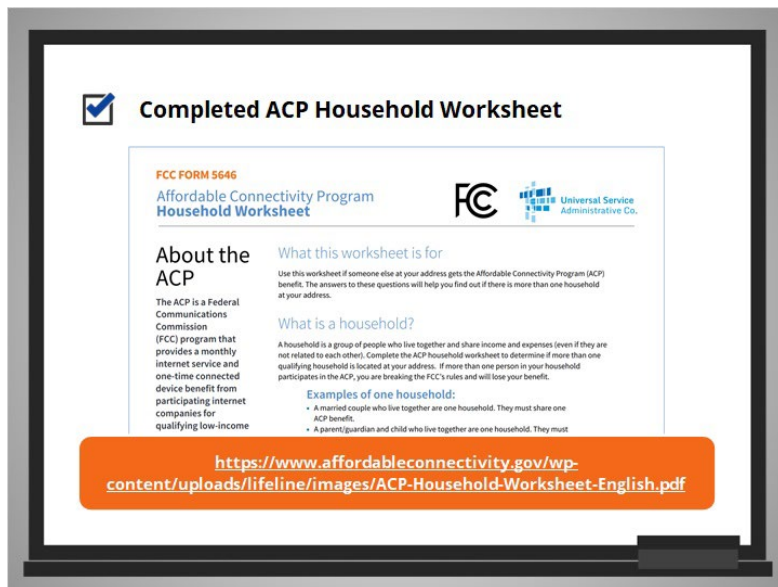 Completed ACP Household Worksheet
FCC FORM 5646
Affordable Connectivity Program
Household Worksheet
FCC
Universal Service
Administrative Co.
About the
ACP
The ACP is a Federal
Communications
Commission
(FCC) program that
provides a monthly
internet service and
one-time connected
device benefit from
participating internet
companies for
qualifying low-income
What this worksheet is for
Use this worksheet if someone else at your address gets the Affordable Connectivity Program (ACP)
benefit. The answers to these questions will help you find out if there is more than one household
at your address.
What is a household?
A household is a group of people who live together and share income and expenses (even if they are
not related to each other). Complete the ACP household worksheet to determine if more than one
qualifying household is located at your address. If more than one person in your household
participates in the ACP, you are breaking the FCC's rules and will lose your benefit.
Examples of one household:
• A married couple who live together are one household. They must share one
ACP benefit.
• A parent/guardian and child who live together are one household. They must
https://www.affordableconnectivity.gov/wp-
content/uploads/lifeline/images/ACP-Household-Worksheet-English.pdf